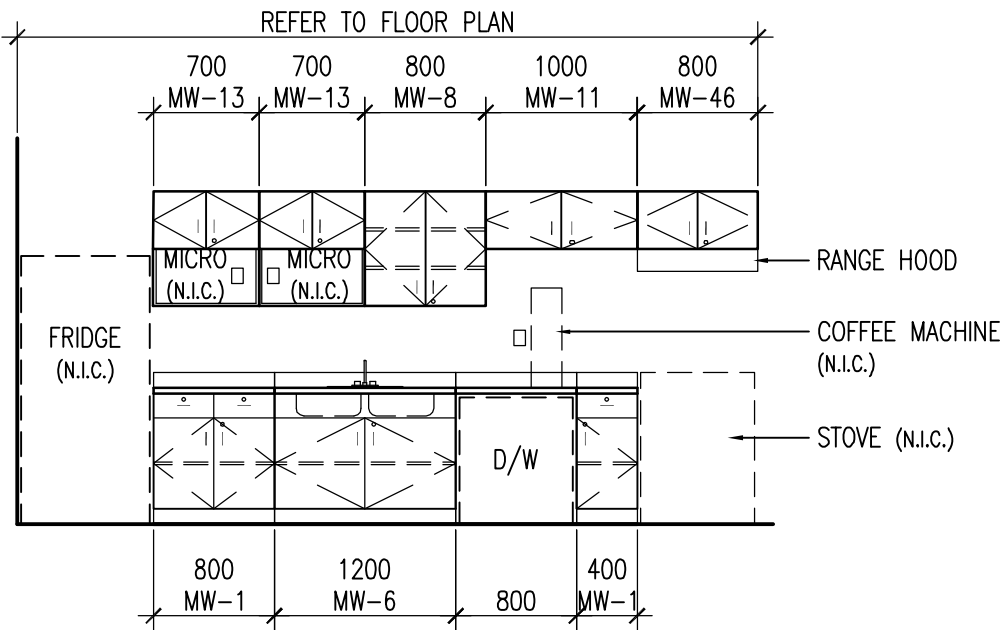 REFER TO FLOOR PLAN
700 700 800 1000 800
MW-13 MW-13 MW-8 MW-11 MW-46
MICRO MICRO
(N.I.C.) (N.I.C.)
RANGE HOOD
FRIDGE
(N.I.C.)
COFFEE MACHINE
(N.I.C.)
STOVE (N.I.C.)
D/W
800 1200 800 400
MW-1 MW-6 MW-1